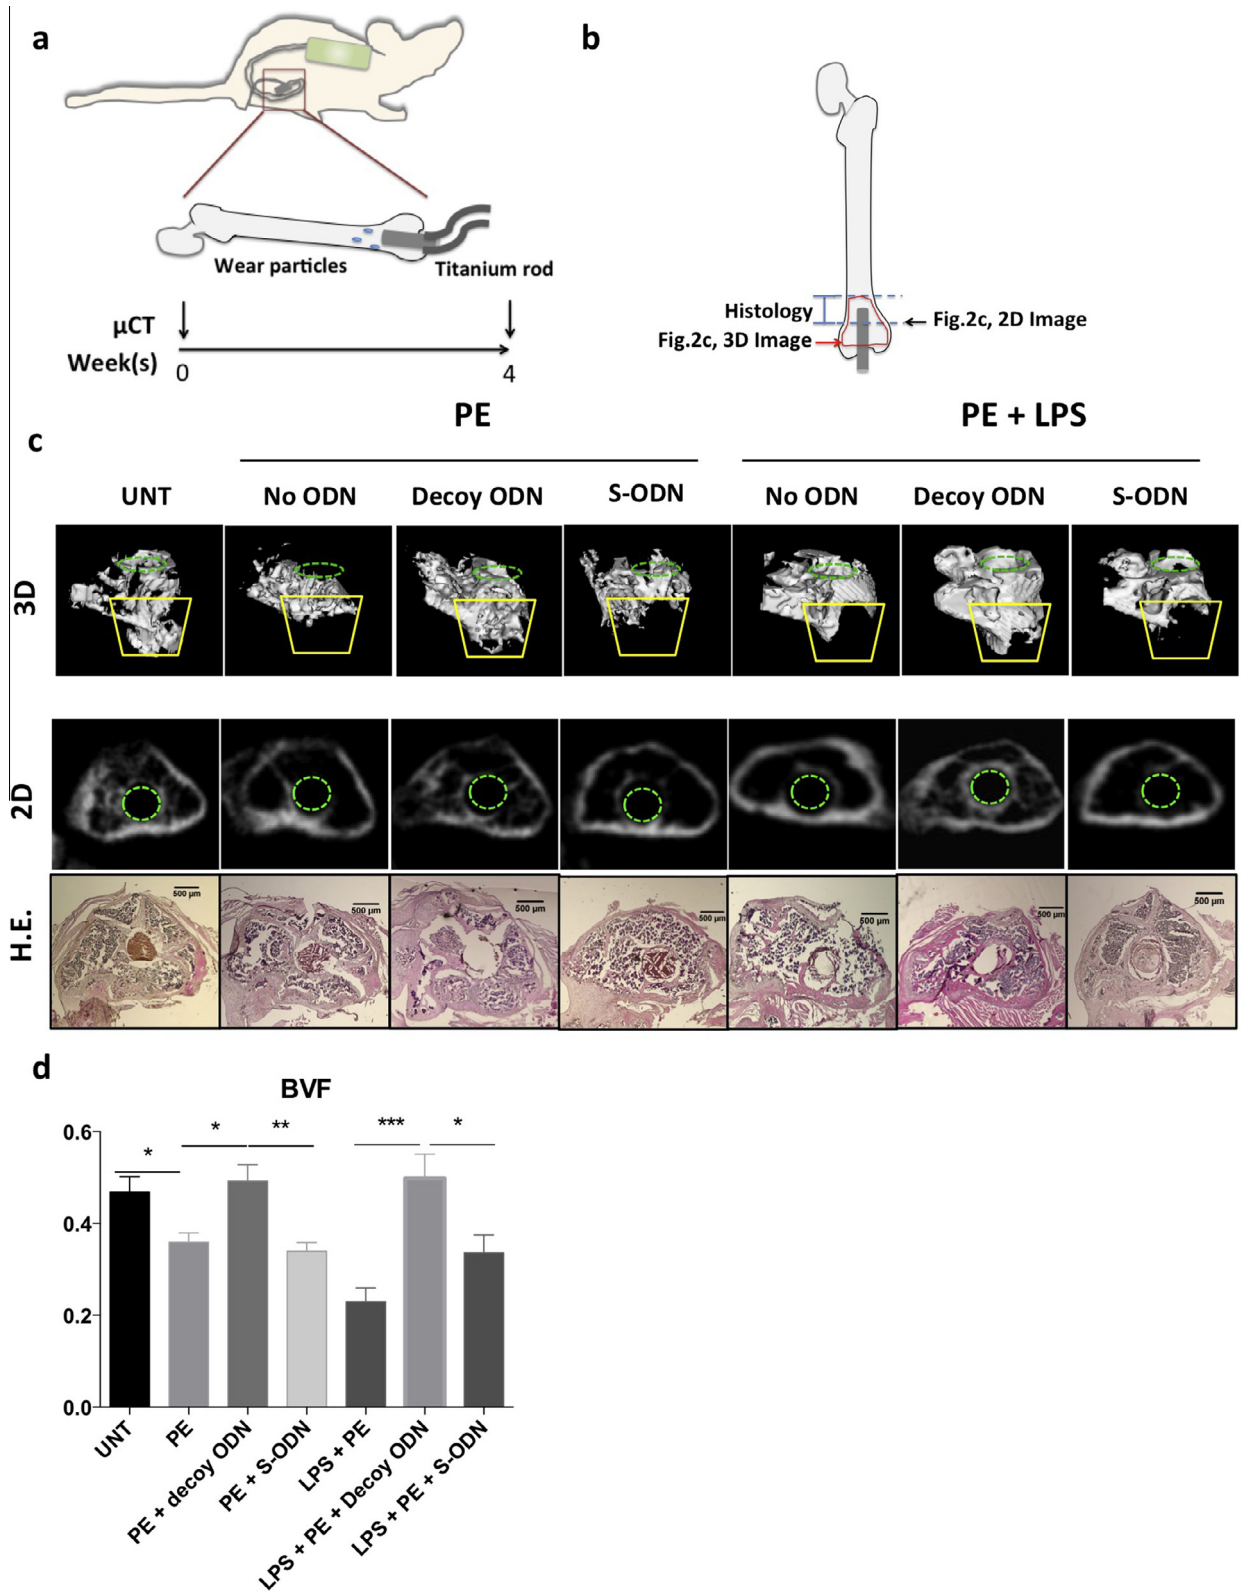 a
b
Wear particles
Titanium rod
µCT
Week(s)
0
4
Histology
Fig.2c, 2D Image
Fig.2c, 3D Image
c
PE
PE + LPS
UNT
No ODN
Decoy ODN
S-ODN
No ODN
Decoy ODN
S-ODN
3D
2D
H.E.
500 µm
500 µm
500 µm
500 µm
500 µm
500 µm
500 µm
d
BVF
* * ** *** *
0.6
0.4
0.2
0.0
UNT
PE
PE + decoy ODN
PE + S-ODN
LPS + PE
LPS + PE + Decoy ODN
LPS + PE + S-ODN